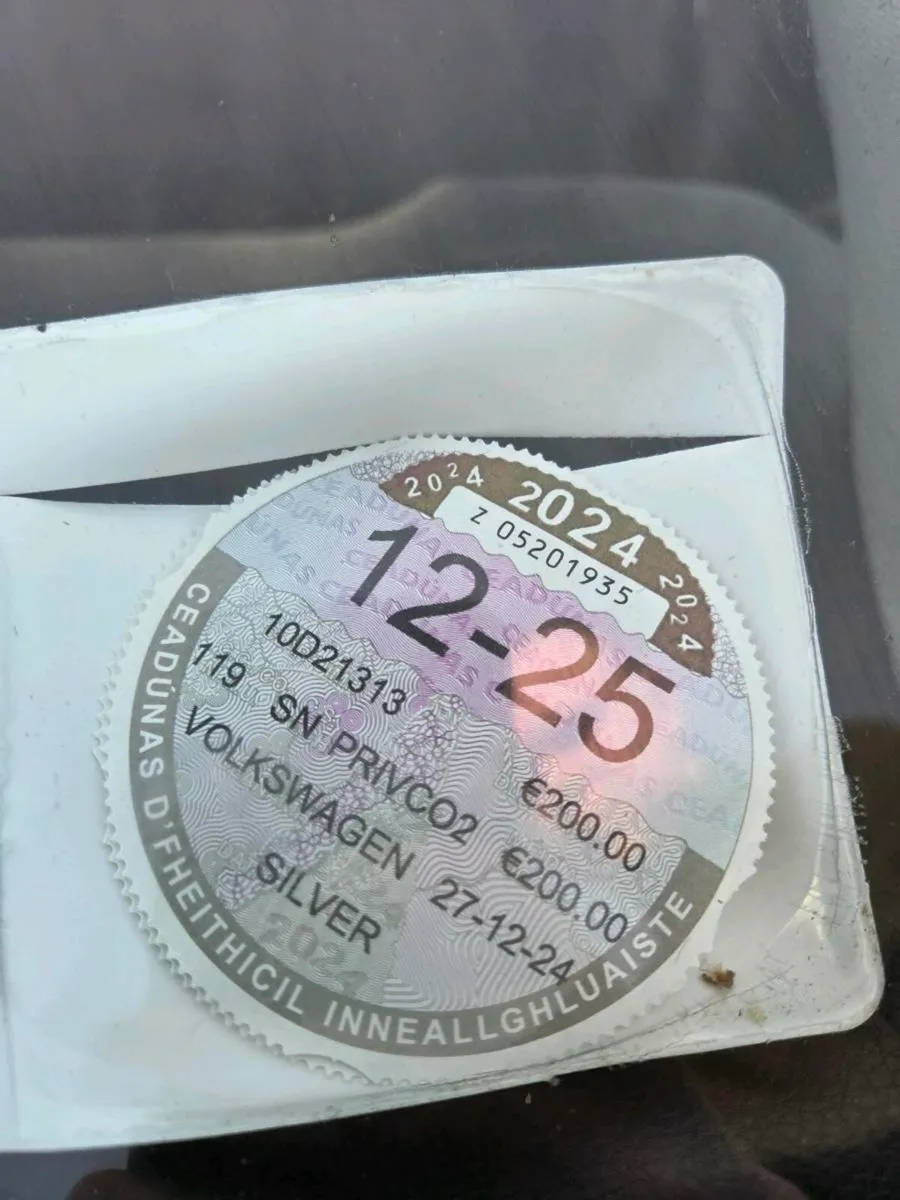 2024 2024 2024
Z 05201935
12-25
10D21313 €200.00
119 SN PRIVCO2 €200.00
VOLKSWAGEN 27-12-24
SILVER
2024
CEADÚNAS D'FHEITHICIL INNEALLGHLUAISTE